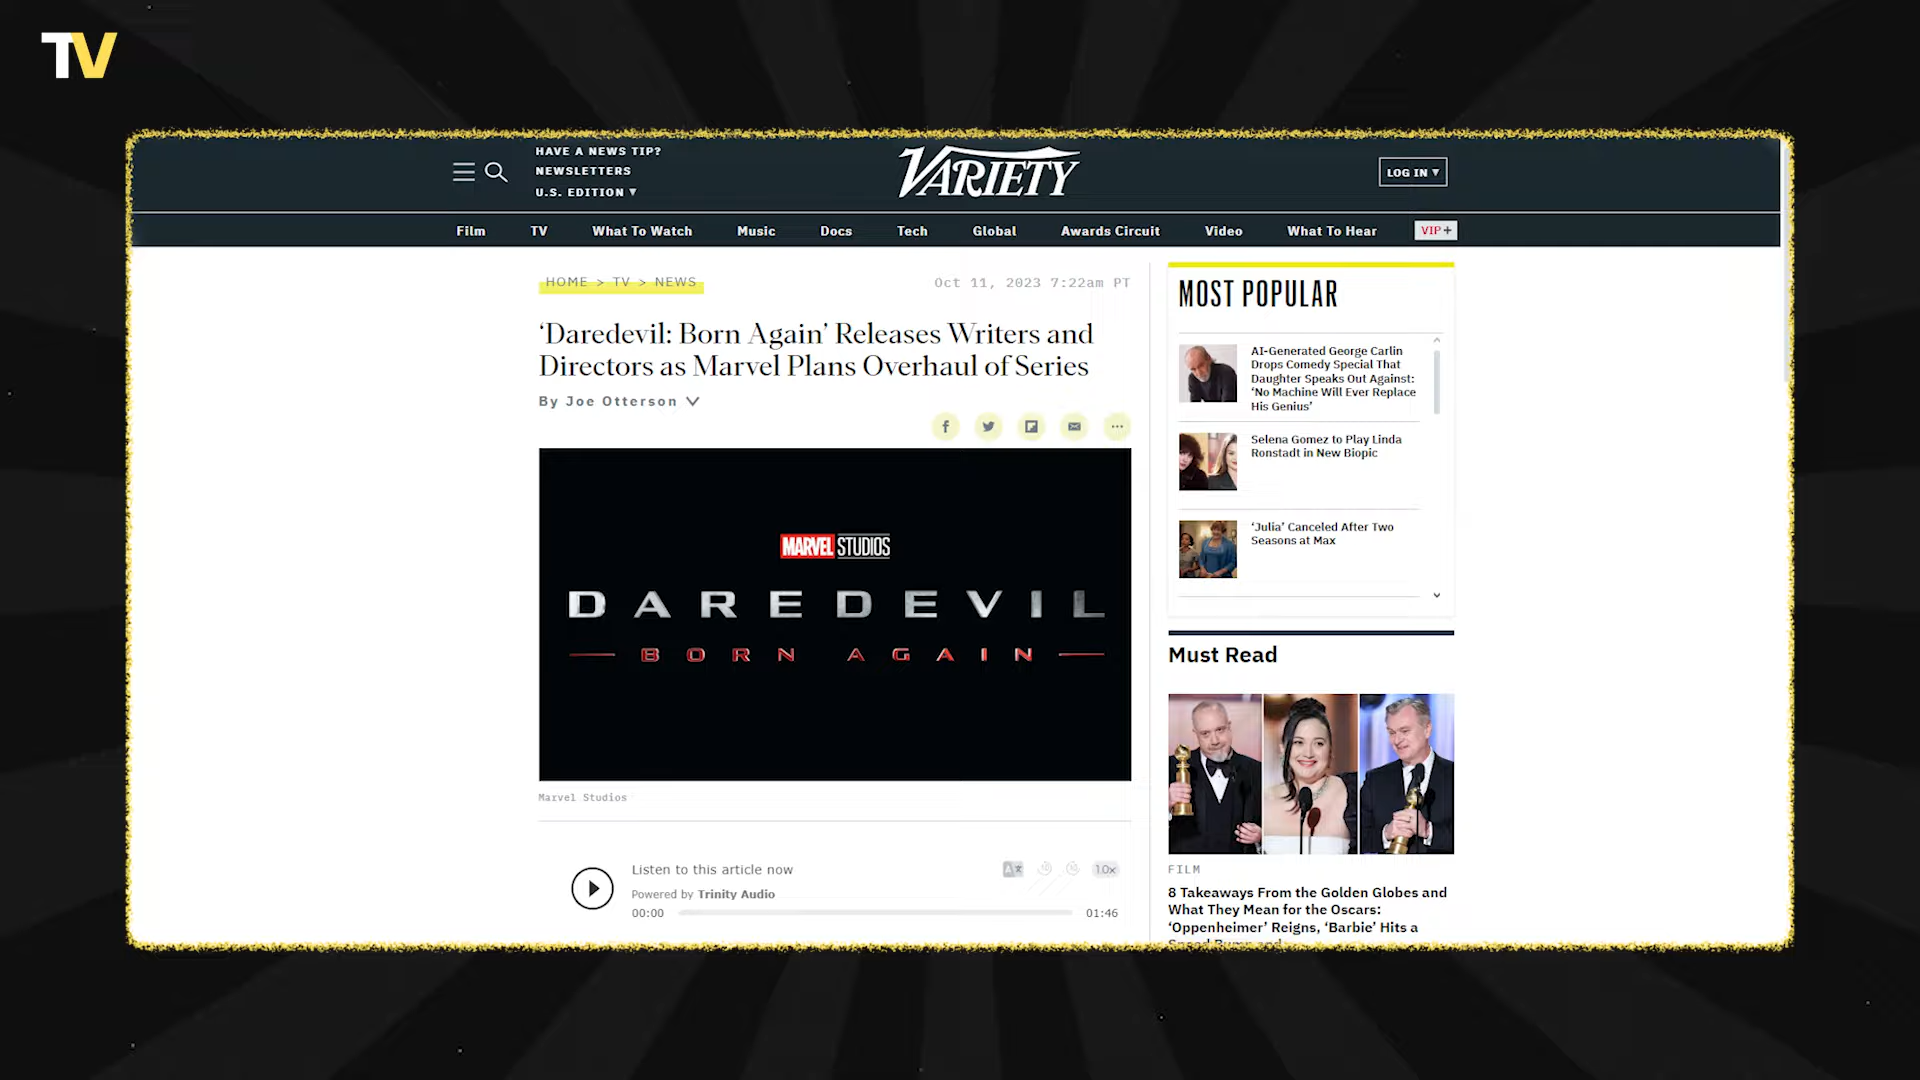 TV
HAVE A NEWS TIP?
NEWSLETTERS
U.S. EDITION
VARIETY
LOG IN
Film TV What To Watch Music Docs Tech Global Awards Circuit Video What To Hear VIP+
HOME > TV > NEWS
Oct 11, 2023 7:22am PT
‘Daredevil: Born Again’ Releases Writers and
Directors as Marvel Plans Overhaul of Series
By Joe Otterson
MARVEL STUDIOS
DAREDEVIL
BORN AGAIN
Marvel Studios
Listen to this article now
Powered by Trinity Audio
1.0x
00:00
01:46
MOST POPULAR
AI-Generated George Carlin
Drops Comedy Special That
Daughter Speaks Out Against:
‘No Machine Will Ever Replace
His Genius’
Selena Gomez to Play Linda
Ronstadt in New Biopic
‘Julia’ Canceled After Two
Seasons at Max
Must Read
FILM
8 Takeaways From the Golden Globes and
What They Mean for the Oscars:
‘Oppenheimer’ Reigns, ‘Barbie’ Hits a